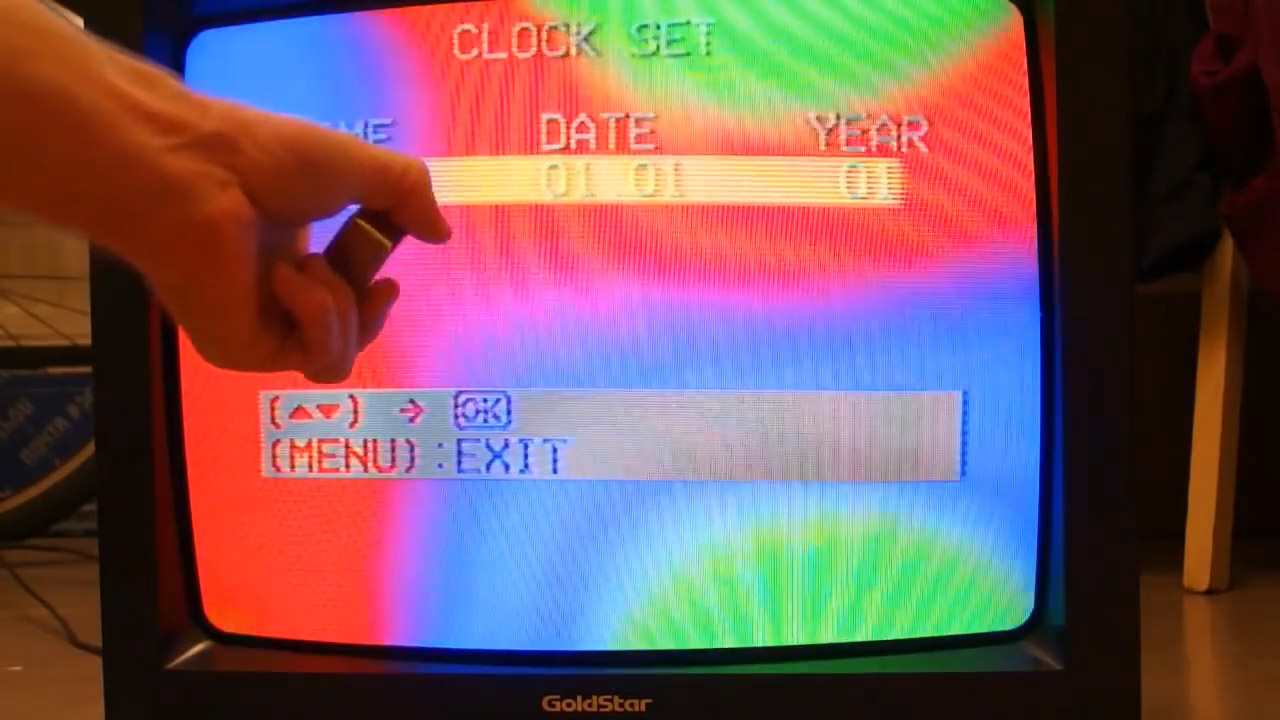 CLOCK SET
DATE YEAR
01.01 01
(▲▼) → OK
(MENU):EXIT
GoldStar